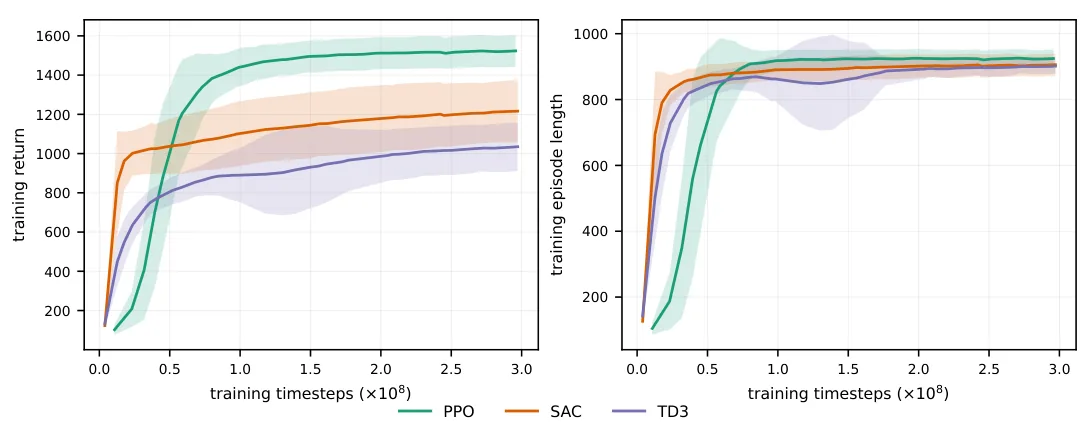 training return
1600
1400
1200
1000
800
600
400
200
0.0 0.5 1.0 1.5 2.0 2.5 3.0
training timesteps (×10⁸)
training episode length
1000
800
600
400
200
0.0 0.5 1.0 1.5 2.0 2.5 3.0
training timesteps (×10⁸)
PPO SAC TD3